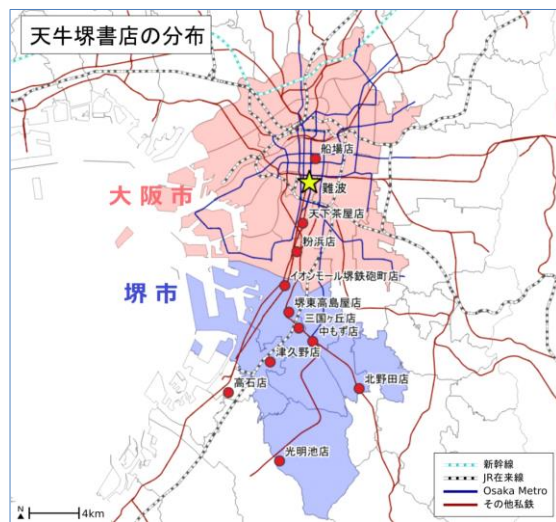 天牛堺書店の分布
船場店
難波
大阪市
天下茶屋店
粉浜店
イオンモール堺鉄砲町店
堺市
堺東高島屋店
三国ヶ丘店
中もず店
津久野店
高石店
北野田店
光明池店
新幹線
JR在来線
Osaka Metro
その他私鉄
N
4km